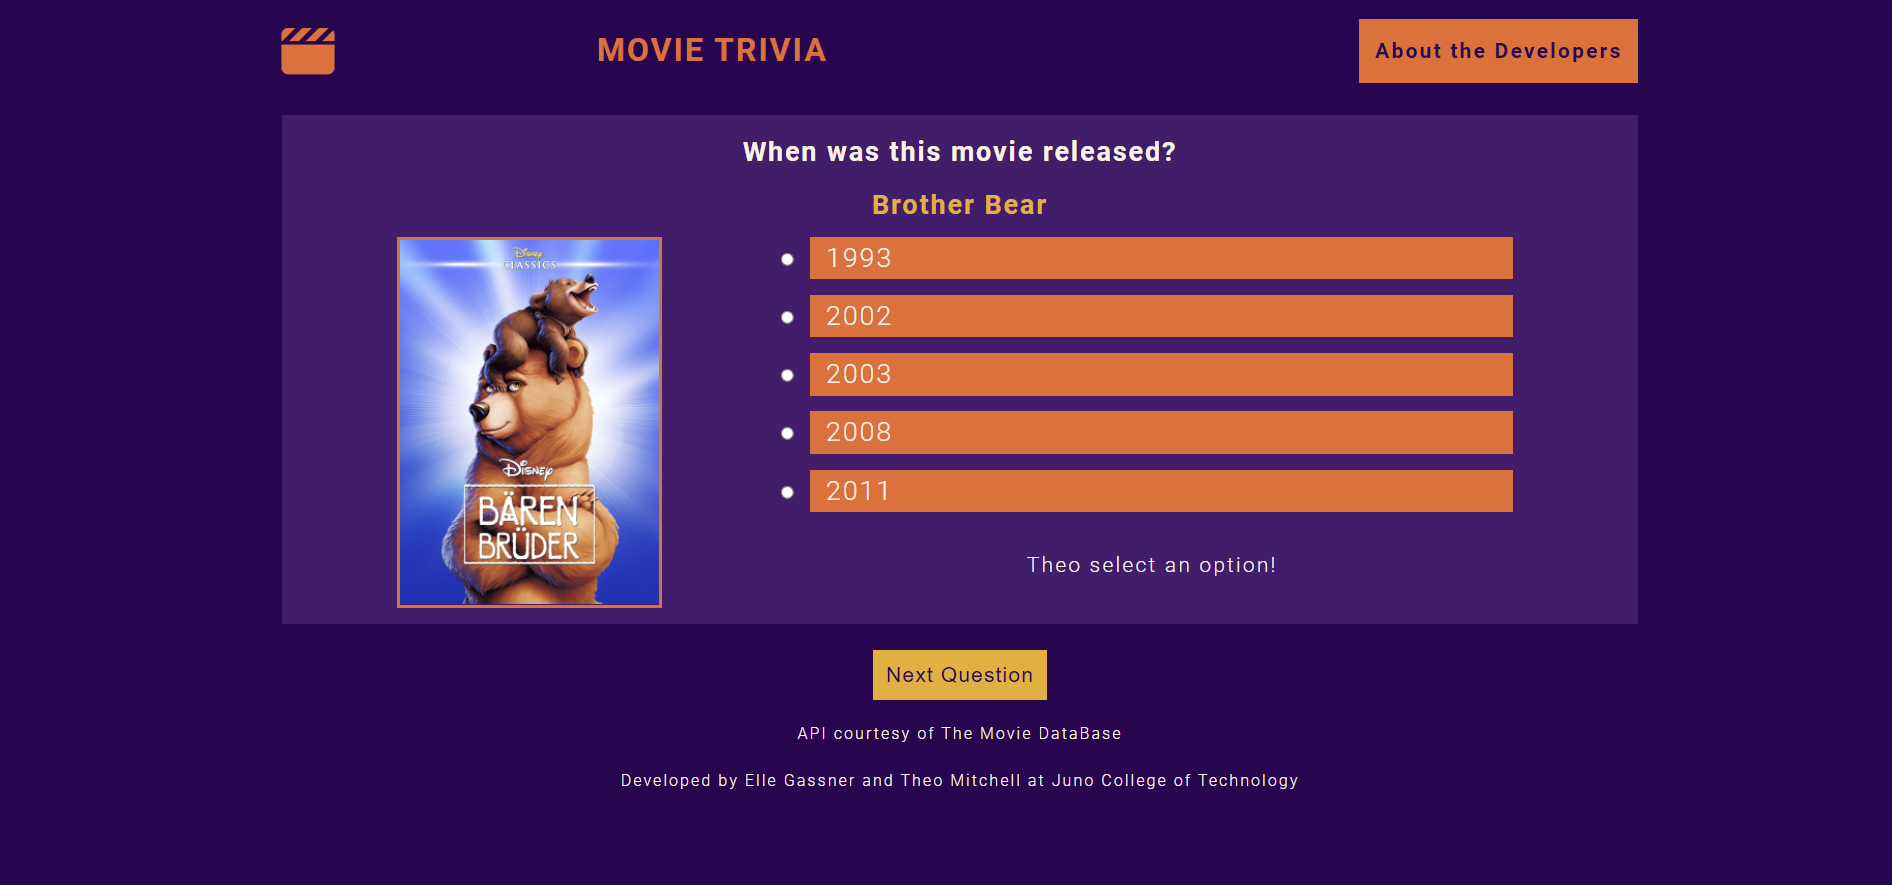 MOVIE TRIVIA
About the Developers
When was this movie released?
Brother Bear
Disney
CLASSICS
Disney
BÄREN
BRÜDER
1993
2002
2003
2008
2011
Theo select an option!
Next Question
API courtesy of The Movie DataBase
Developed by Elle Gassner and Theo Mitchell at Juno College of Technology